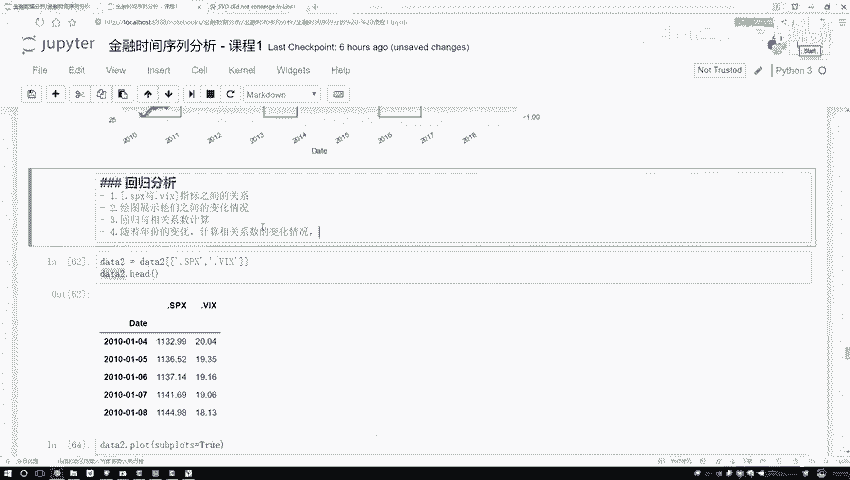 jupyter 金融时间序列分析 - 课程1 Last Checkpoint: 6 hours ago (unsaved changes)
File Edit View Insert Cell Kernel Widgets Help
Not Trusted
Python 3
Markdown
25
-1.00
2010 2011 2012 2013 2014 2015 2016 2017 2018
Date
### 回归分析
- 1.[.spx与.vix]指标之间的关系
- 2.绘图展示他们之间的变化情况
- 3.回归与相关系数计算
- 4.随着年份的变化，计算相关系数的变化情况，
In [62]: data2 = data2[['.SPX','.VIX']]
data2.head()
Out[62]:
.SPX .VIX
Date
2010-01-04 1132.99 20.04
2010-01-05 1136.52 19.35
2010-01-06 1137.14 19.16
2010-01-07 1141.69 19.06
2010-01-08 1144.98 18.13
In [64]: data2.plot(subplots=True)